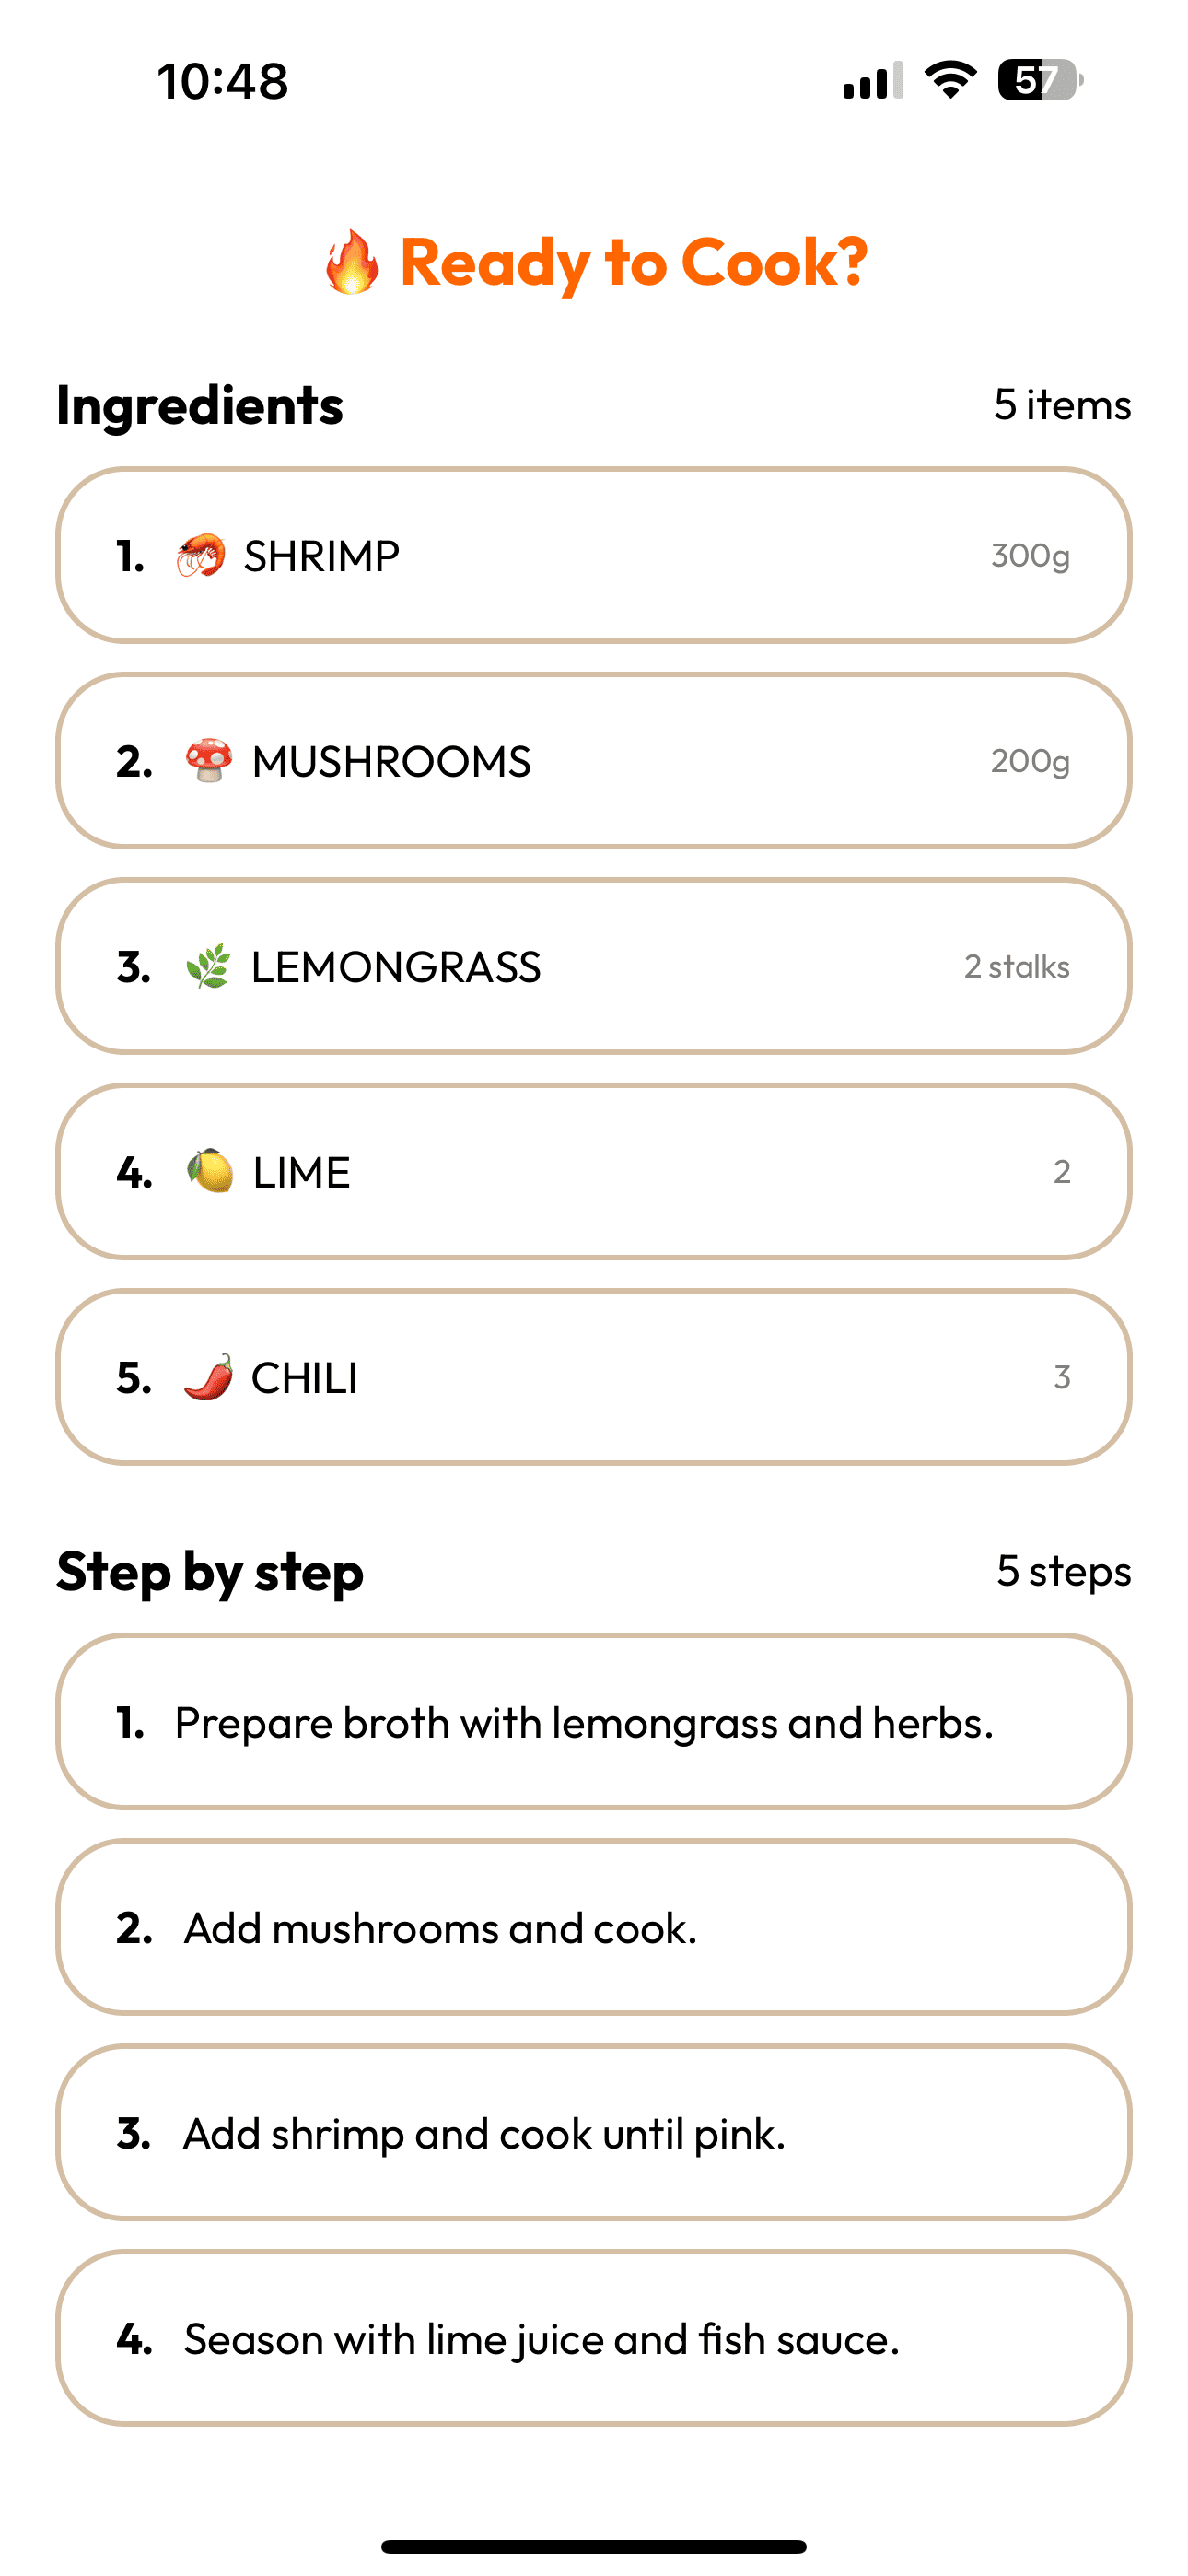 10:48
57
🔥 Ready to Cook?
Ingredients 5 items
1. 🦐 SHRIMP 300g
2. 🍄 MUSHROOMS 200g
3. 🌿 LEMONGRASS 2 stalks
4. 🍋 LIME 2
5. 🌶️ CHILI 3
Step by step 5 steps
1. Prepare broth with lemongrass and herbs.
2. Add mushrooms and cook.
3. Add shrimp and cook until pink.
4. Season with lime juice and fish sauce.